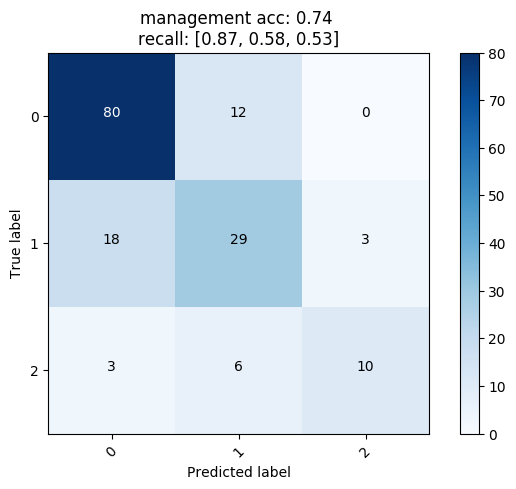 management acc: 0.74
recall: [0.87, 0.58, 0.53]
80
0
80 12 0
70
60
50
True label
1
18 29 3
40
30
20
2
3 6 10
10
0
0 1 2
Predicted label